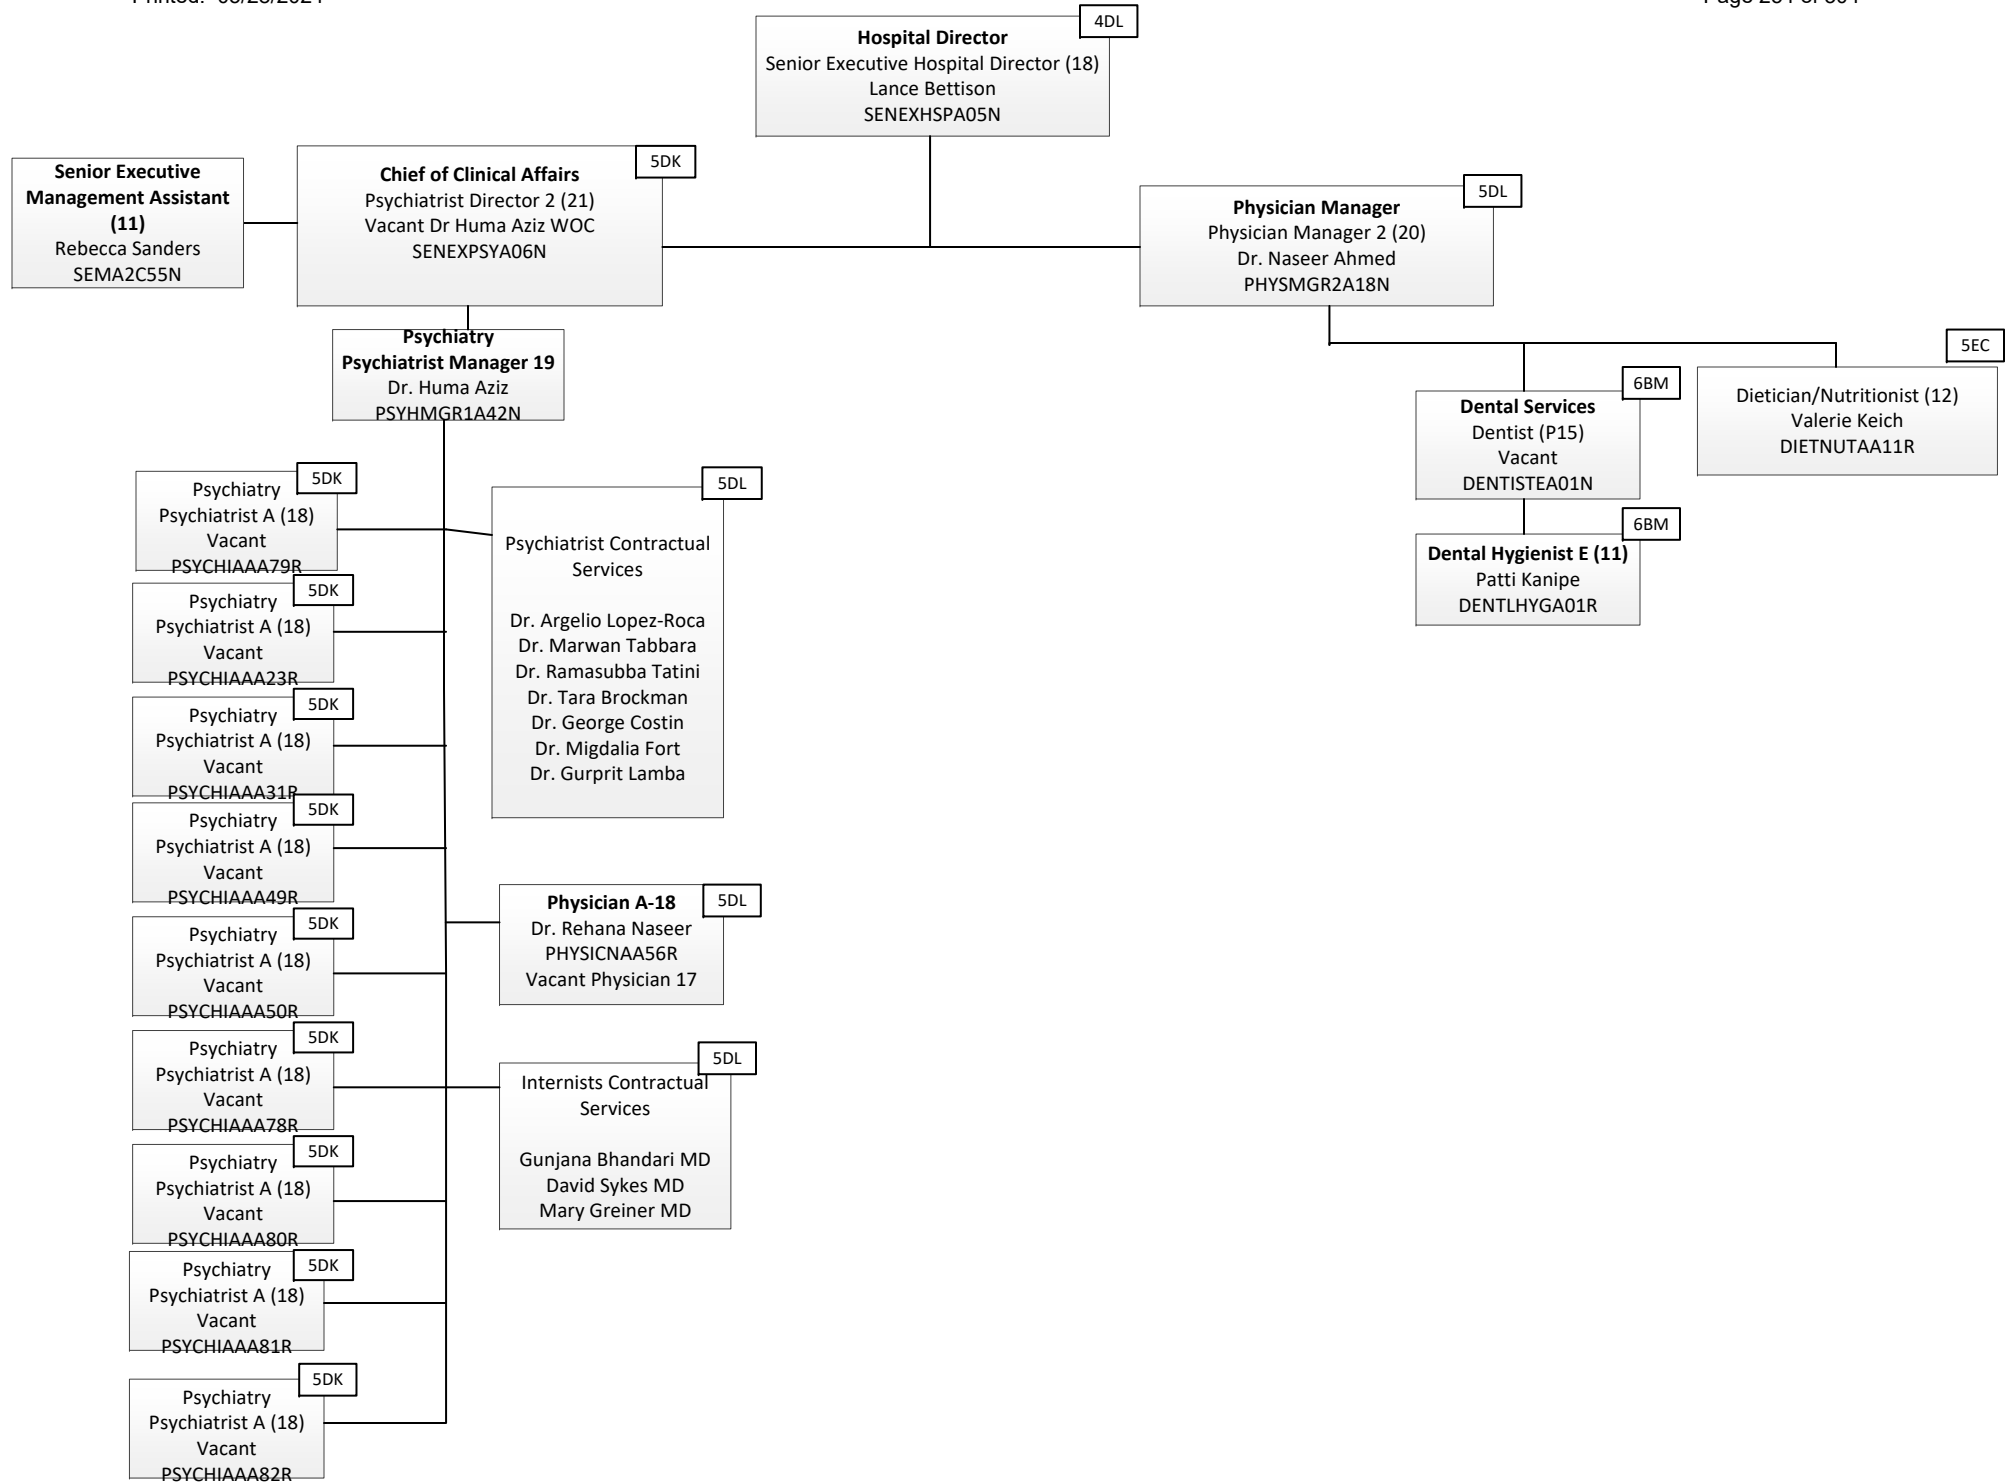 4DL
Hospital Director
Senior Executive Hospital Director (18)
Lance Bettison
SENEXHSPA05N
Senior Executive
Management Assistant
(11)
Rebecca Sanders
SEMA2C55N
5DK
Chief of Clinical Affairs
Psychiatrist Director 2 (21)
Vacant Dr Huma Aziz WOC
SENEXPSYA06N
5DL
Physician Manager
Physician Manager 2 (20)
Dr. Naseer Ahmed
PHYSMGR2A18N
Psychiatry
Psychiatrist Manager 19
Dr. Huma Aziz
PSYHMGR1A42N
6BM
Dental Services
Dentist (P15)
Vacant
DENTISTEA01N
5EC
Dietician/Nutritionist (12)
Valerie Keich
DIETNUTAA11R
6BM
Dental Hygienist E (11)
Patti Kanipe
DENTLHYGA01R
5DK
Psychiatry
Psychiatrist A (18)
Vacant
PSYCHIAAA79R
5DK
Psychiatry
Psychiatrist A (18)
Vacant
PSYCHIAAA23R
5DK
Psychiatry
Psychiatrist A (18)
Vacant
PSYCHIAAA31R
5DK
Psychiatry
Psychiatrist A (18)
Vacant
PSYCHIAAA49R
5DK
Psychiatry
Psychiatrist A (18)
Vacant
PSYCHIAAA50R
5DK
Psychiatry
Psychiatrist A (18)
Vacant
PSYCHIAAA78R
5DK
Psychiatry
Psychiatrist A (18)
Vacant
PSYCHIAAA80R
5DK
Psychiatry
Psychiatrist A (18)
Vacant
PSYCHIAAA81R
5DK
Psychiatry
Psychiatrist A (18)
Vacant
PSYCHIAAA82R
5DL
Psychiatrist Contractual
Services
Dr. Argelio Lopez-Roca
Dr. Marwan Tabbara
Dr. Ramasubba Tatini
Dr. Tara Brockman
Dr. George Costin
Dr. Migdalia Fort
Dr. Gurprit Lamba
5DL
Physician A-18
Dr. Rehana Naseer
PHYSICNAA56R
Vacant Physician 17
5DL
Internists Contractual
Services
Gunjana Bhandari MD
David Sykes MD
Mary Greiner MD